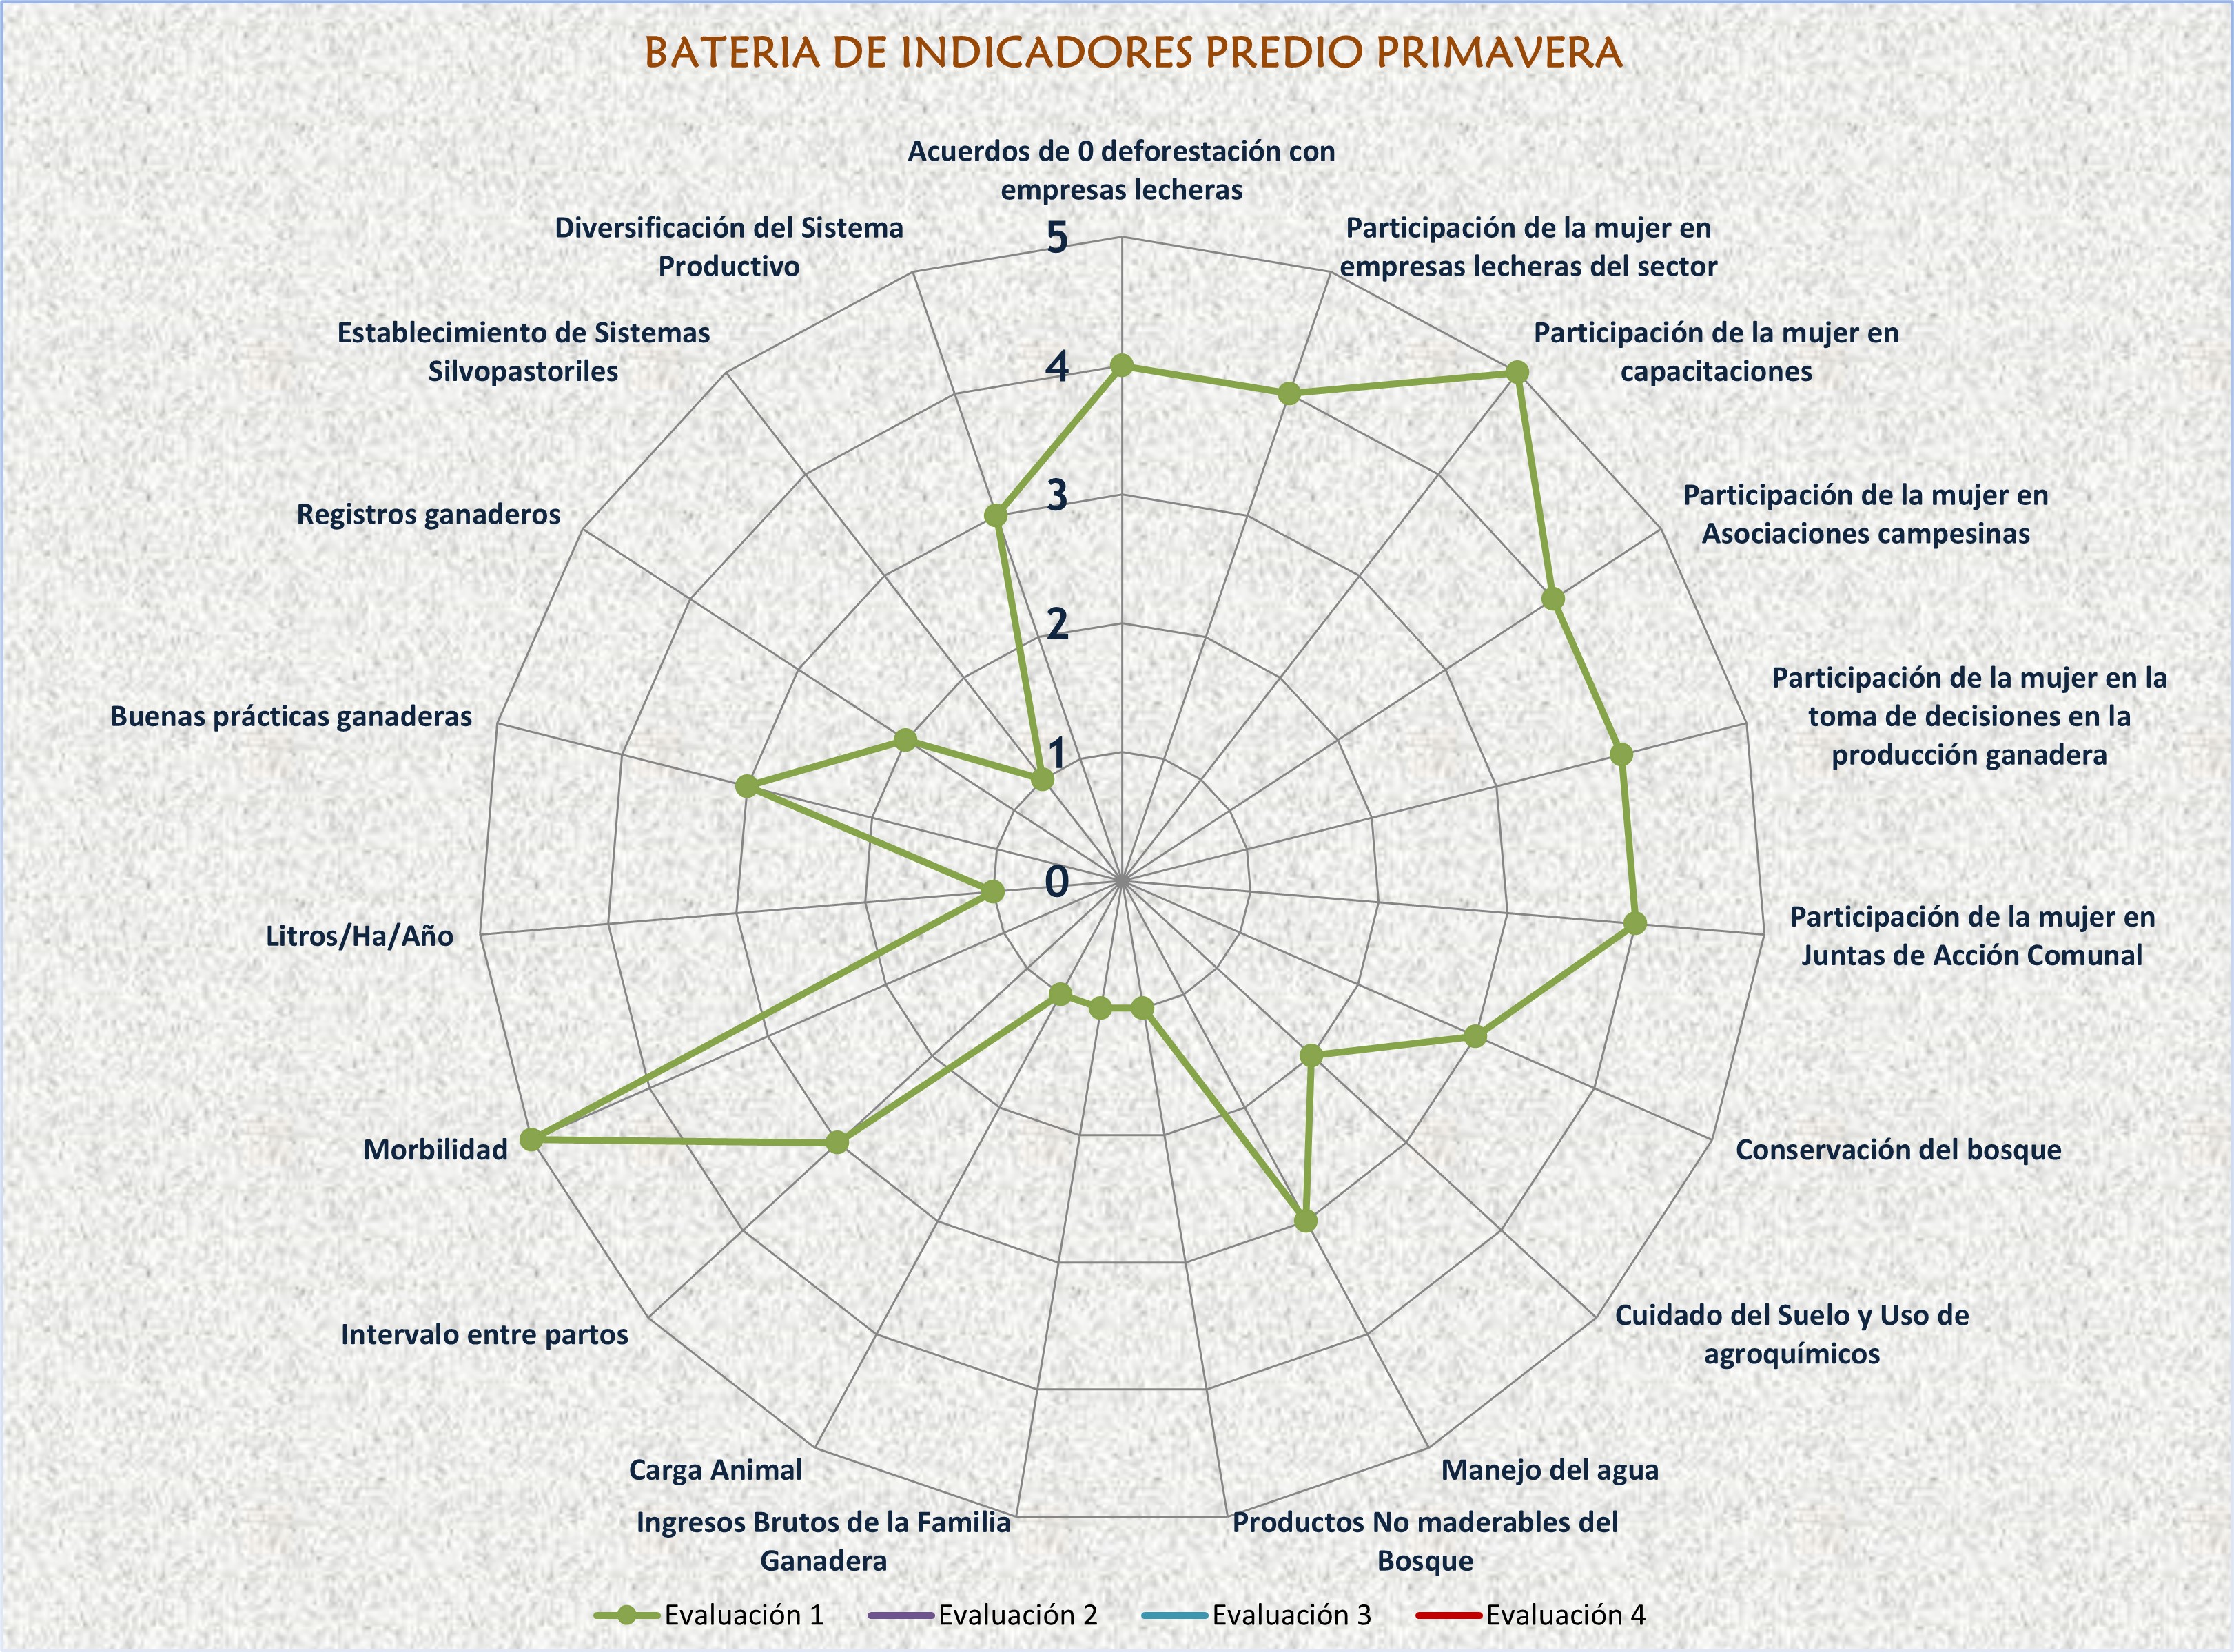 BATERIA DE INDICADORES PREDIO PRIMAVERA
Acuerdos de 0 deforestación con
empresas lecheras
Participación de la mujer en
empresas lecheras del sector
Participación de la mujer en
capacitaciones
Participación de la mujer en
Asociaciones campesinas
Participación de la mujer en la
toma de decisiones en la
producción ganadera
Participación de la mujer en
Juntas de Acción Comunal
Conservación del bosque
Cuidado del Suelo y Uso de
agroquímicos
Manejo del agua
Productos No maderables del
Bosque
Ingresos Brutos de la Familia
Ganadera
Carga Animal
Intervalo entre partos
Morbilidad
Litros/Ha/Año
Buenas prácticas ganaderas
Registros ganaderos
Establecimiento de Sistemas
Silvopastoriles
Diversificación del Sistema
Productivo
5
4
3
2
1
0
Evaluación 1
Evaluación 2
Evaluación 3
Evaluación 4